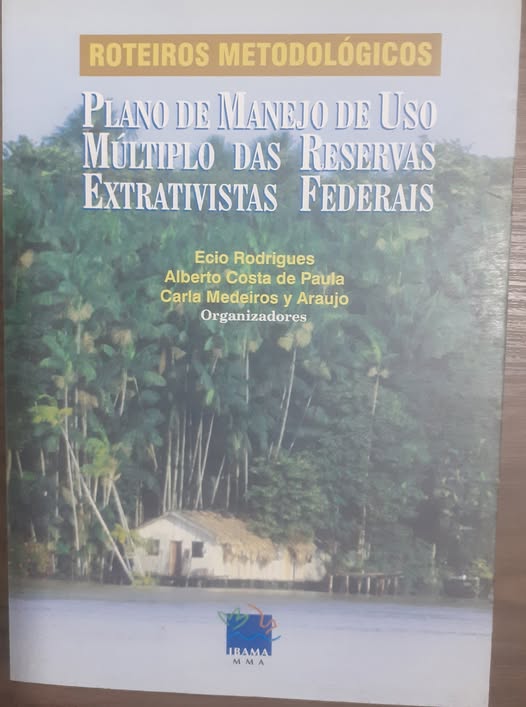 ROTEIROS METODOLÓGICOS
PLANO DE MANEJO DE USO
MÚLTIPLO DAS RESERVAS
EXTRATIVISTAS FEDERAIS
Ecio Rodrigues
Alberto Costa de Paula
Carla Medeiros y Araujo
Organizadores
IBAMA
MMA